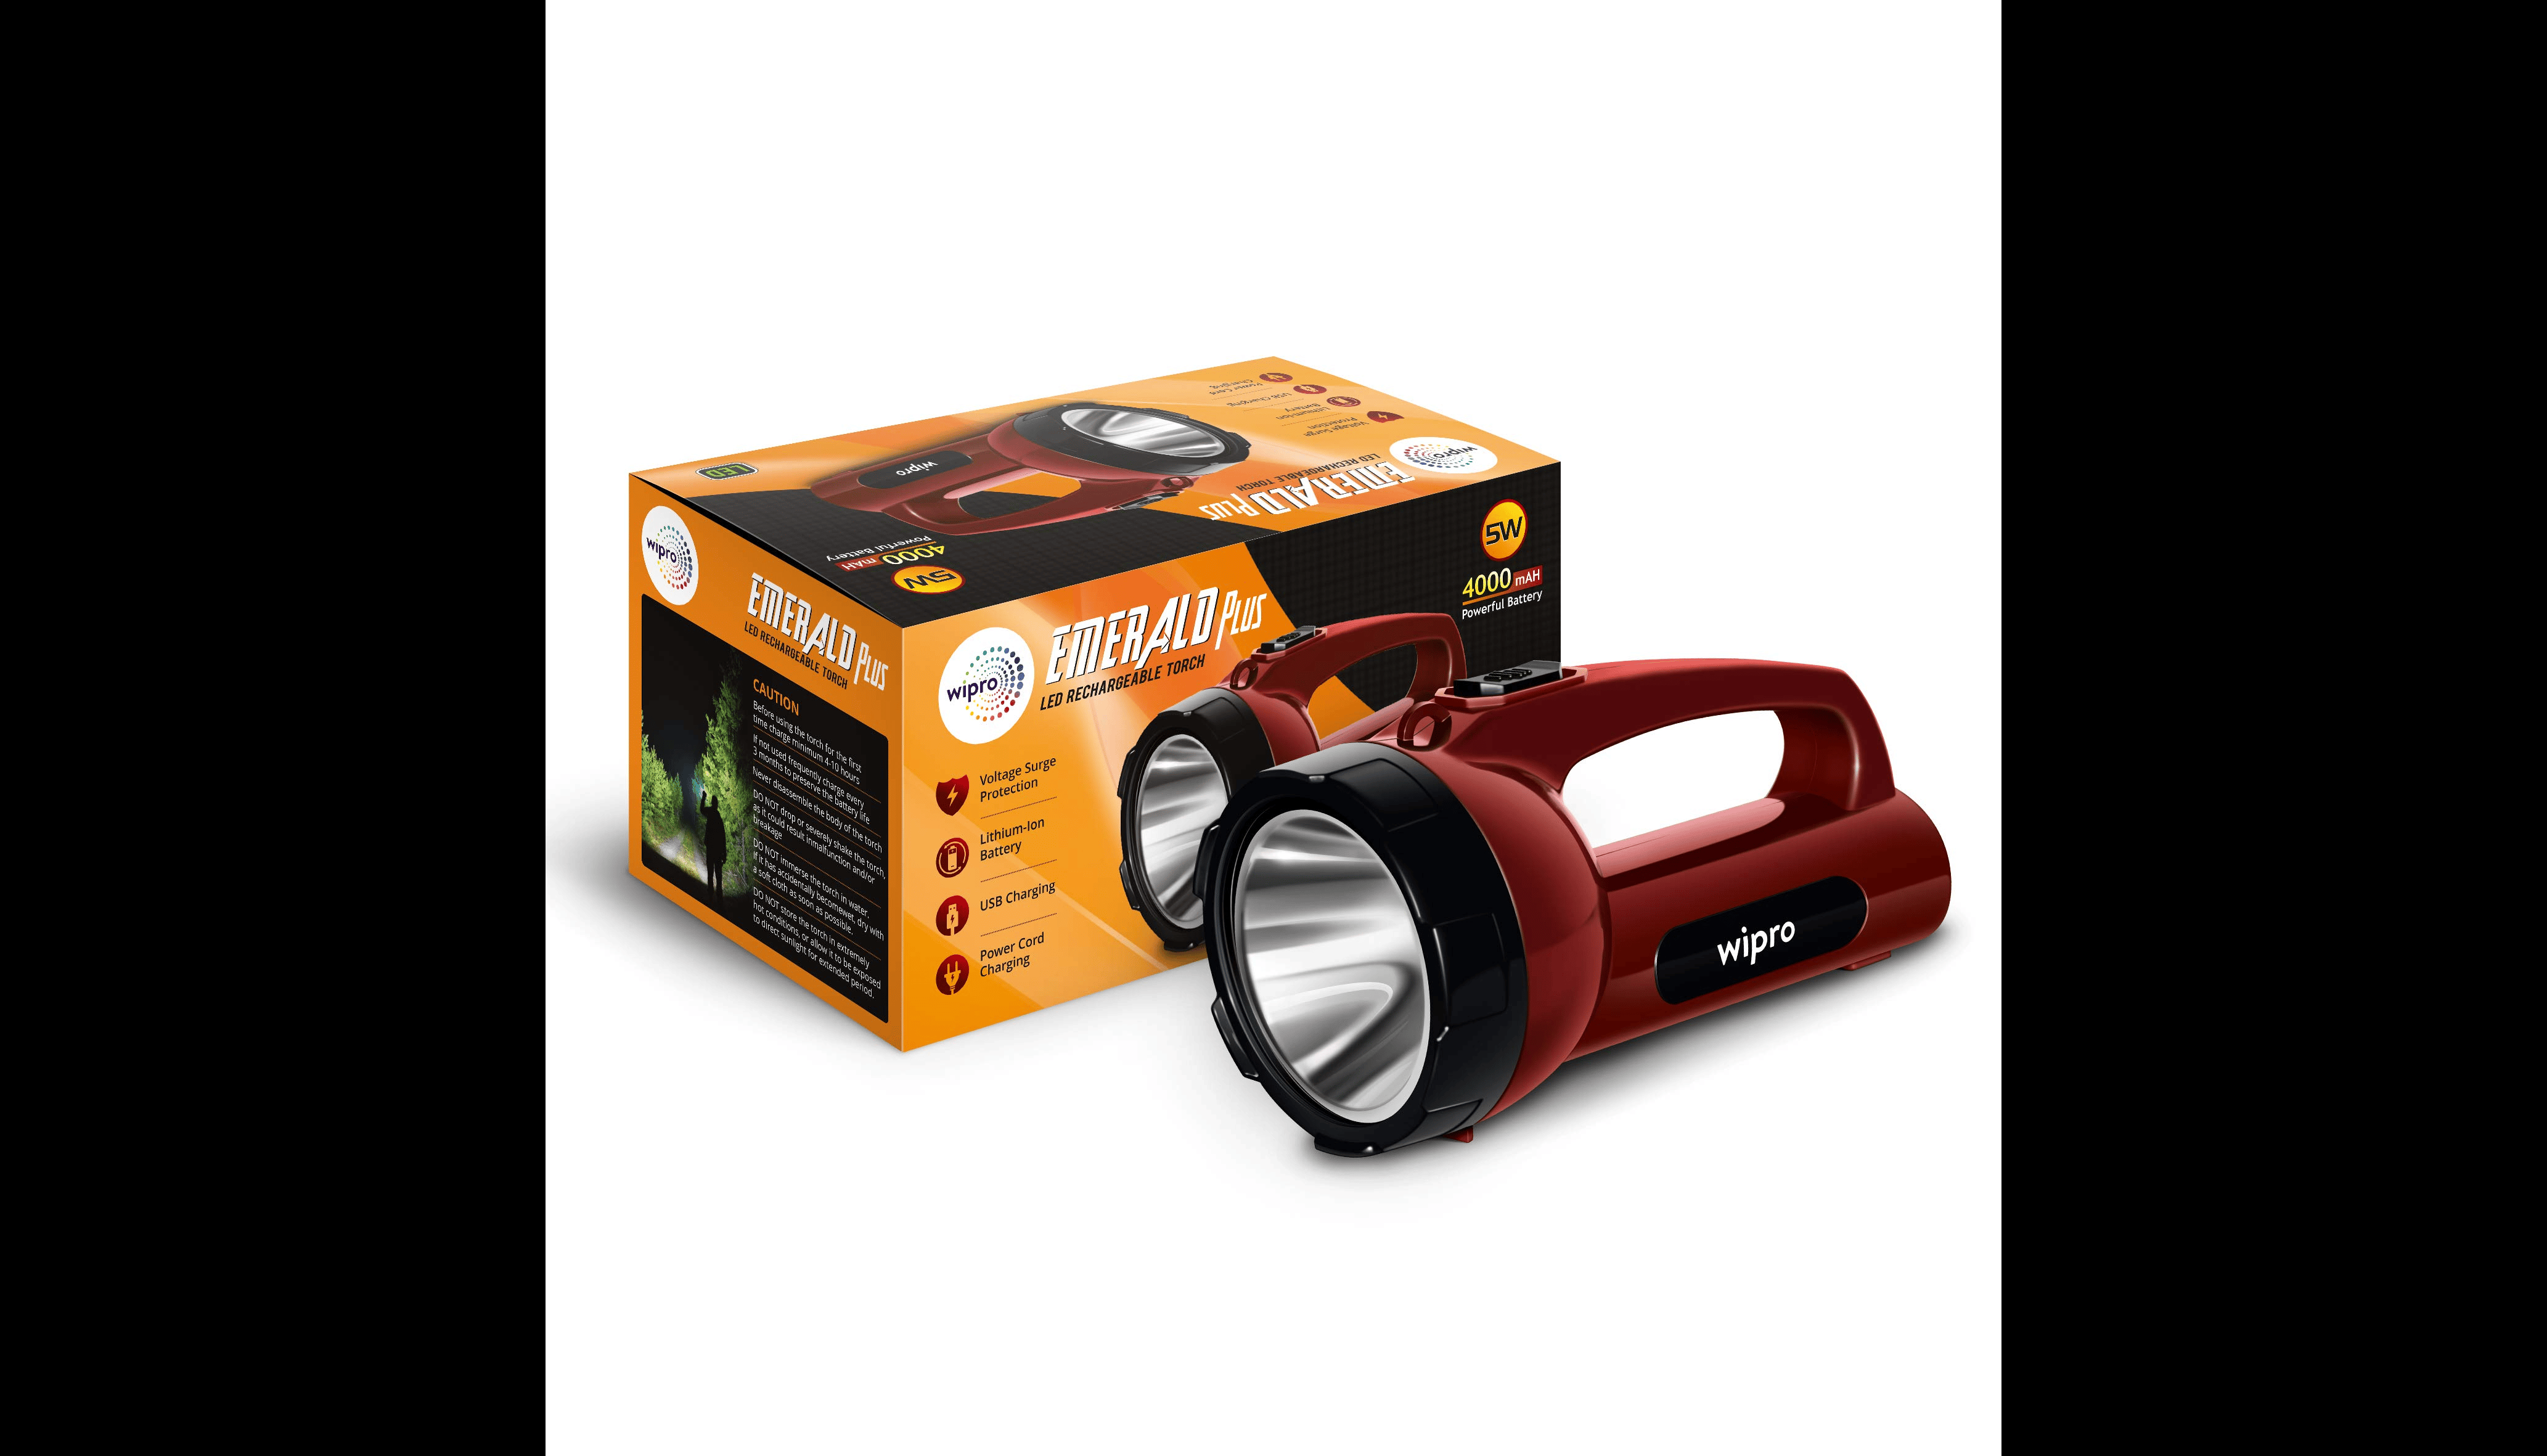 Power Cord
Charging
USB Charging
Lithium-Ion
Battery
Voltage Surge
Protection
wipro
EMERALD PLUS
LED RECHARGEABLE TORCH
LED
wipro
4000 mAH
Powerful Battery
5W
wipro
EMERALD PLUS
LED RECHARGEABLE TORCH
CAUTION
Before using the torch for the first
time charge minimum 4-10 hours
If not used frequently charge every
3 months to preserve the battery life
Never disassemble the body of the torch
DO NOT drop or severely shake the torch,
as it could result inmalfunction and/or
breakage
DO NOT immerse the torch in water.
If it has accidentally becomewet, dry with
a soft cloth as soon as possible.
DO NOT store the torch in extremely
hot conditions, or allow it to be exposed
to direct sunlight for extended period.
wipro
EMERALD PLUS
LED RECHARGEABLE TORCH
Voltage Surge
Protection
Lithium-Ion
Battery
USB Charging
Power Cord
Charging
5W
4000 mAH
Powerful Battery
wipro